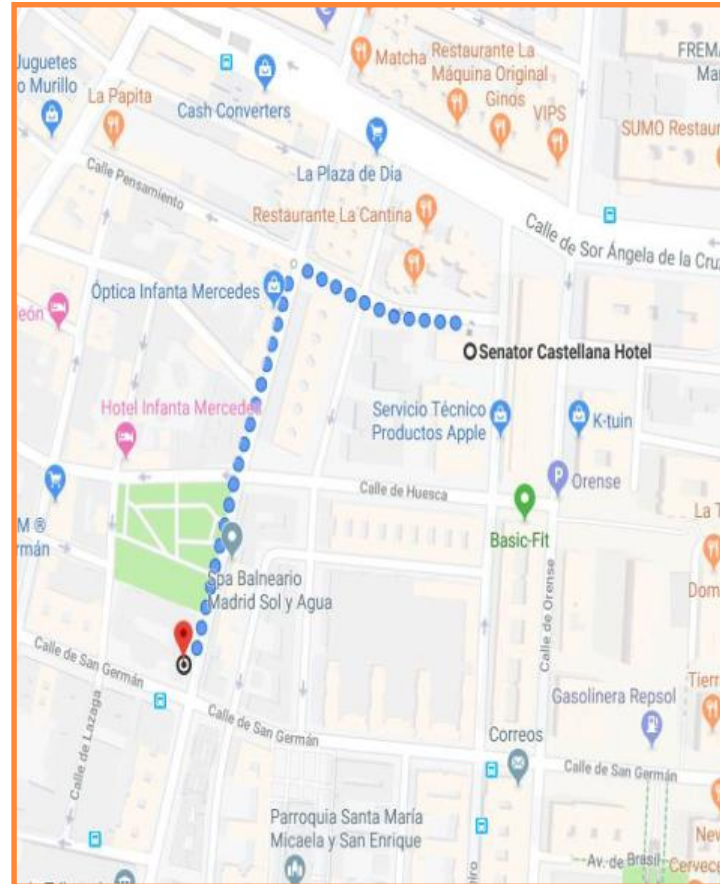 Juguetes
o Murillo
La Papita
Cash Converters
Matcha
Restaurante La
Máquina Original
Ginos
VIPS
FREMA
Mar
SUMO Restaur
La Plaza de Dia
Calle Pensamiento
Restaurante La Cantina
Calle de Sor Ángela de la Cruz
Óptica Infanta Mercedes
eón
Senator Castellana Hotel
Hotel Infanta Mercedes
Servicio Técnico
Productos Apple
K-tuin
Calle de Huesca
P
Orense
M ®
rmán
Basic-Fit
La T
Dom
Spa Balneario
Madrid Sol y Agua
Calle de Orense
Calle de San Germán
Calle de Lazaga
Tierr
Gasolinera Repsol
Calle de San Germán
Correos
Calle de San Germán
Parroquia Santa María
Micaela y San Enrique
iro
Av. de Brasil
New
Cervec